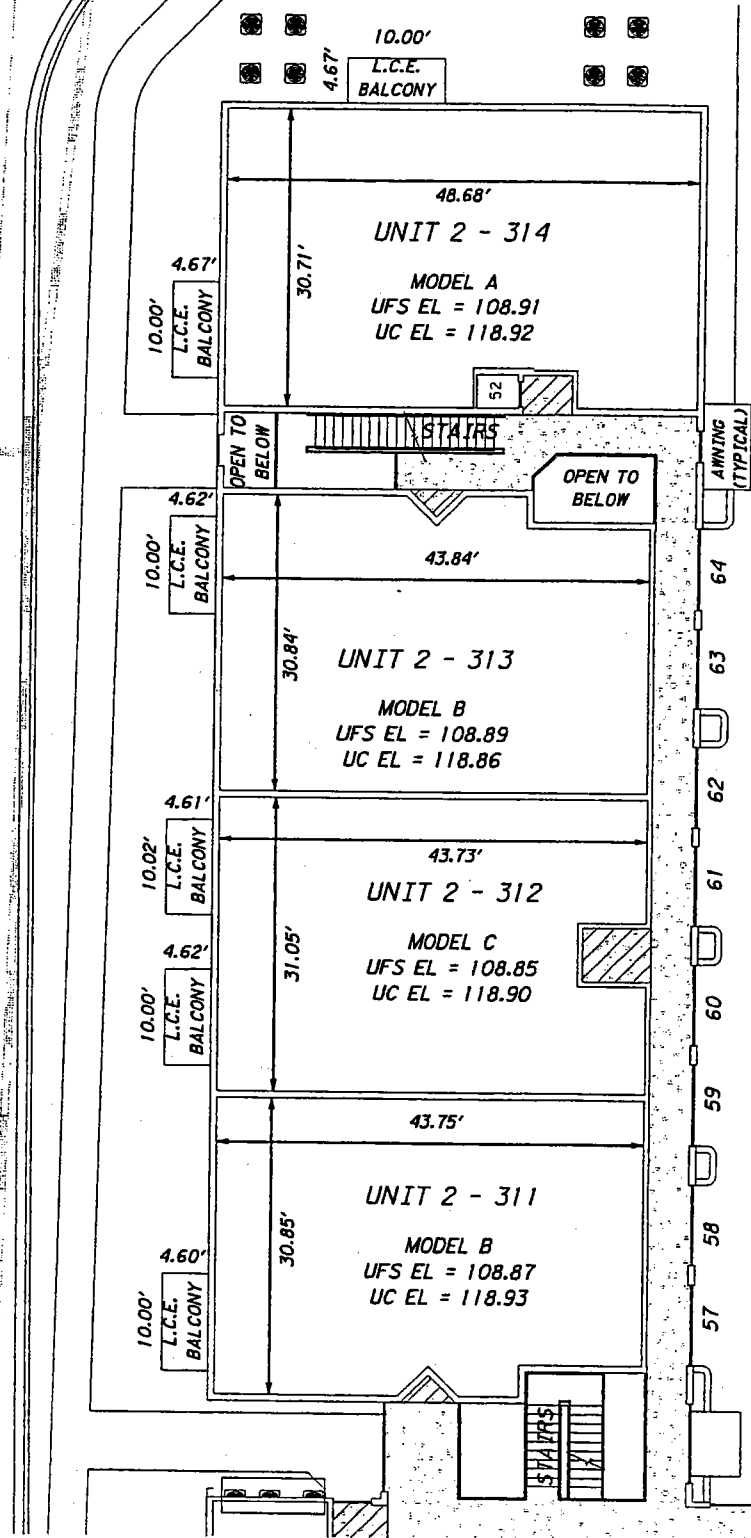 10.00'
4.67'
L.C.E.
BALCONY
48.68'
UNIT 2 - 314
30.71'
MODEL A
UFS EL = 108.91
UC EL = 118.92
4.67'
10.00'
L.C.E.
BALCONY
52
STAIRS
OPEN TO
BELOW
OPEN TO
BELOW
AWNING
(TYPICAL)
4.62'
10.00'
L.C.E.
BALCONY
43.84'
64
30.84'
UNIT 2 - 313
63
MODEL B
UFS EL = 108.89
UC EL = 118.86
62
4.61'
10.02'
L.C.E.
BALCONY
43.73'
61
UNIT 2 - 312
31.05'
MODEL C
UFS EL = 108.85
UC EL = 118.90
4.62'
10.00'
L.C.E.
BALCONY
60
59
43.75'
UNIT 2 - 311
30.85'
MODEL B
UFS EL = 108.87
UC EL = 118.93
58
4.60'
10.00'
L.C.E.
BALCONY
57
STAIRS